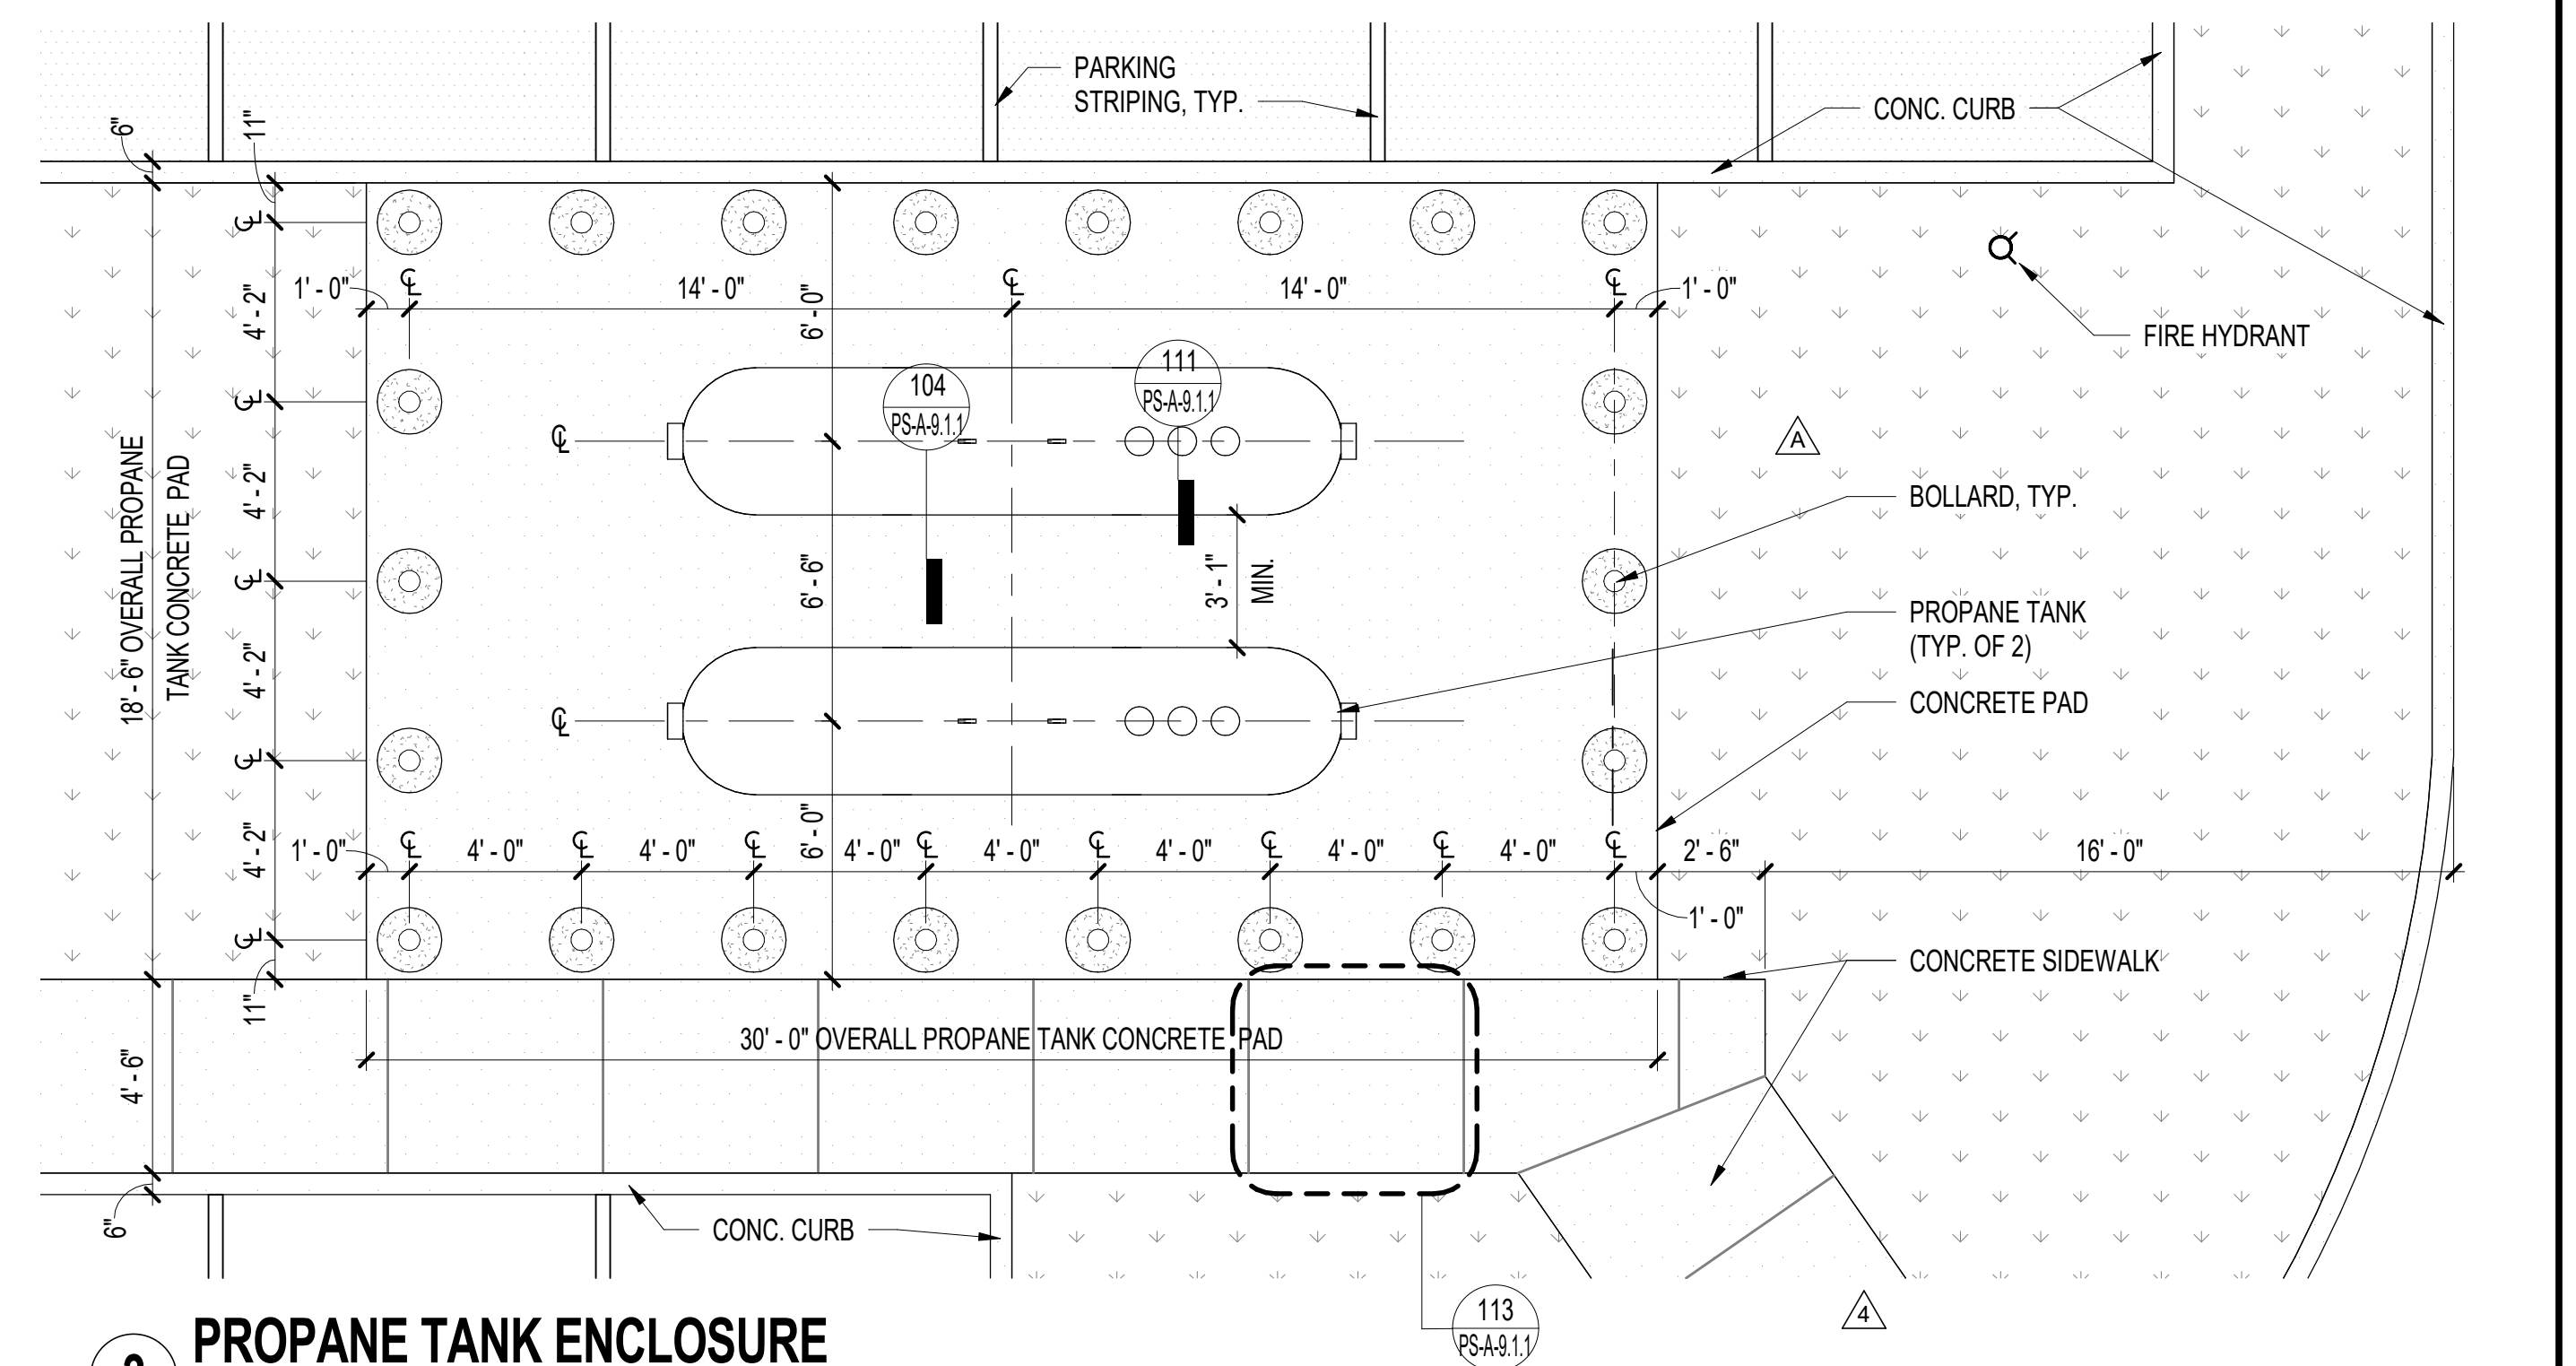 PARKING
STRIPING, TYP.
CONC. CURB
6"
11"
1' - 0"
14' - 0"
14' - 0"
1' - 0"
6' - 0"
4' - 2"
FIRE HYDRANT
104
PS-A-9.1.1
111
PS-A-9.1.1
A
18' - 6" OVERALL PROPANE
TANK CONCRETE PAD
4' - 2"
BOLLARD, TYP.
6' - 6"
3' - 1"
MIN.
PROPANE TANK
(TYP. OF 2)
4' - 2"
CONCRETE PAD
4' - 2"
6' - 0"
1' - 0"
4' - 0"
4' - 0"
4' - 0"
4' - 0"
4' - 0"
4' - 0"
4' - 0"
2' - 6"
16' - 0"
1' - 0"
11"
CONCRETE SIDEWALK
30' - 0" OVERALL PROPANE TANK CONCRETE PAD
4' - 6"
6"
CONC. CURB
113
PS-A-9.1.1
4
PROPANE TANK ENCLOSURE